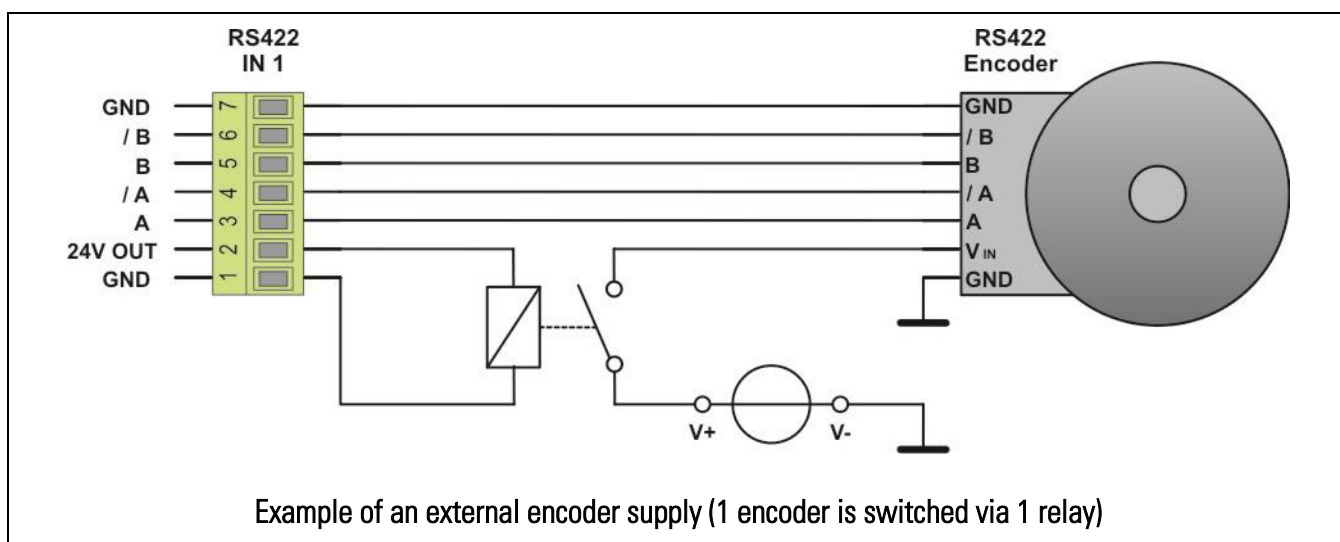 RS422
IN 1
RS422
Encoder
GND 7 GND
/ B 6 / B
B 5 B
/ A 4 / A
A 3 A
24V OUT 2 V IN
GND 1 GND
V+ V-
Example of an external encoder supply (1 encoder is switched via 1 relay)